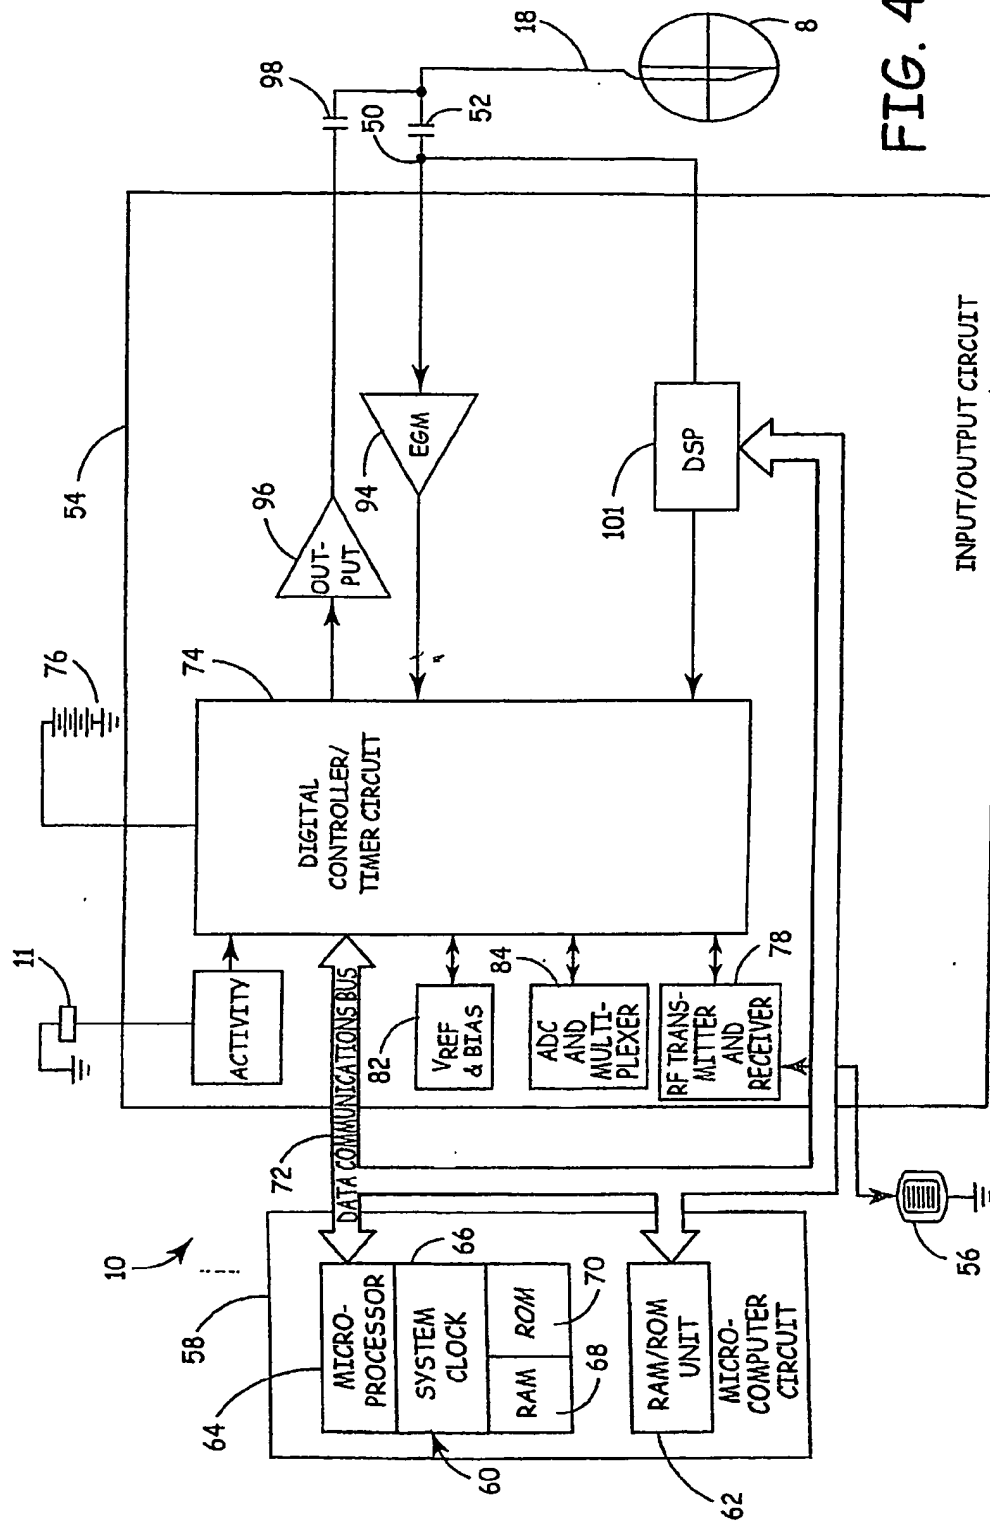 10
58
64
MICRO-
PROCESSOR
66
SYSTEM
CLOCK
60
RAM
ROM
68
70
RAM/ROM
UNIT
62
MICRO-
COMPUTER
CIRCUIT
72
DATA COMMUNICATIONS BUS
56
11
ACTIVITY
82
VREF
& BIAS
84
ADC
AND
MULTI-
PLEXER
RF TRANS-
MITTER
AND
RECEIVER
78
76
74
DIGITAL
CONTROLLER/
TIMER CIRCUIT
54
96
OUT-
PUT
94
EGM
101
DSP
INPUT/OUTPUT CIRCUIT
98
50
52
18
8
FIG. 4